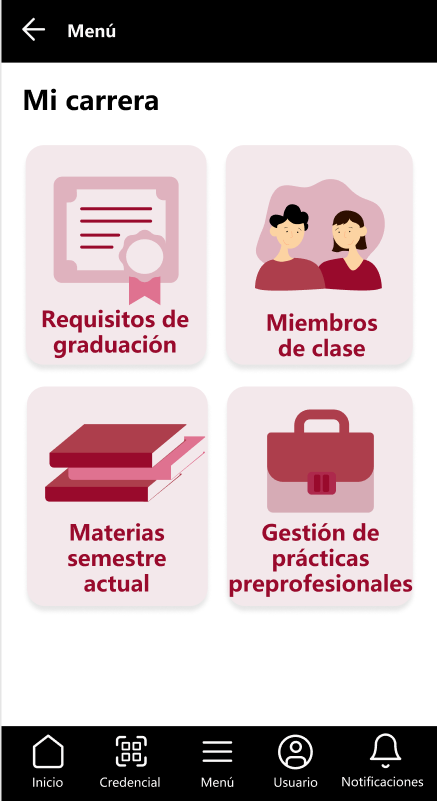 Menú
Mi carrera
Requisitos de
graduación
Miembros
de clase
Materias
semestre
actual
Gestión de
prácticas
preprofesionales
Inicio
Credencial
Menú
Usuario
Notificaciones